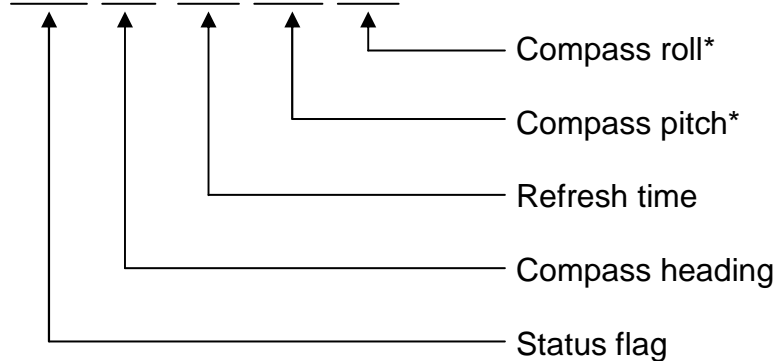 Compass roll*
Compass pitch*
Refresh time
Compass heading
Status flag